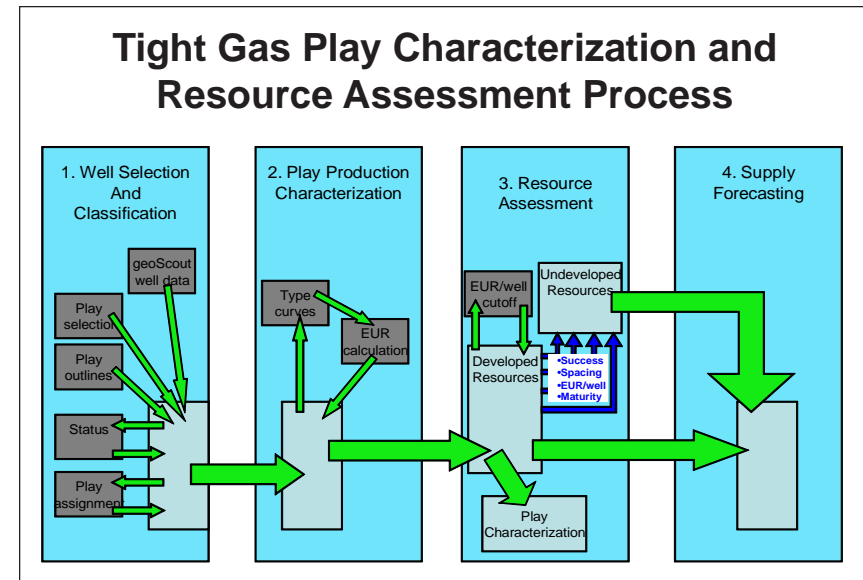 Tight Gas Play Characterization and
Resource Assessment Process
1. Well Selection
And
Classification
geoScout
well data
Play
selection
Play
outlines
Status
Play
assignment
2. Play Production
Characterization
Type
curves
EUR
calculation
3. Resource
Assessment
EUR/well
cutoff
Undeveloped
Resources
Developed
Resources
•Success
•Spacing
•EUR/well
•Maturity
Play
Characterization
4. Supply
Forecasting